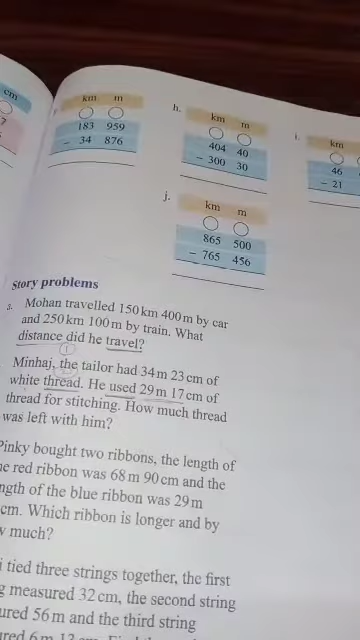 cm
7
km m
183 959
- 34 876
h.
km m
404 40
- 300 30
i.
km
46
- 21
j.
km m
865 500
- 765 456
Story problems
a. Mohan travelled 150 km 400 m by car
and 250 km 100 m by train. What
distance did he travel?
Minhaj, the tailor had 34 m 23 cm of
white thread. He used 29 m 17 cm of
thread for stitching. How much thread
was left with him?
Pinky bought two ribbons, the length of
red ribbon was 68 m 90 cm and the
of the blue ribbon was 29 m
cm. Which ribbon is longer and by
much?
tied three strings together, the first
measured 32 cm, the second string
56 m and the third string
6 m